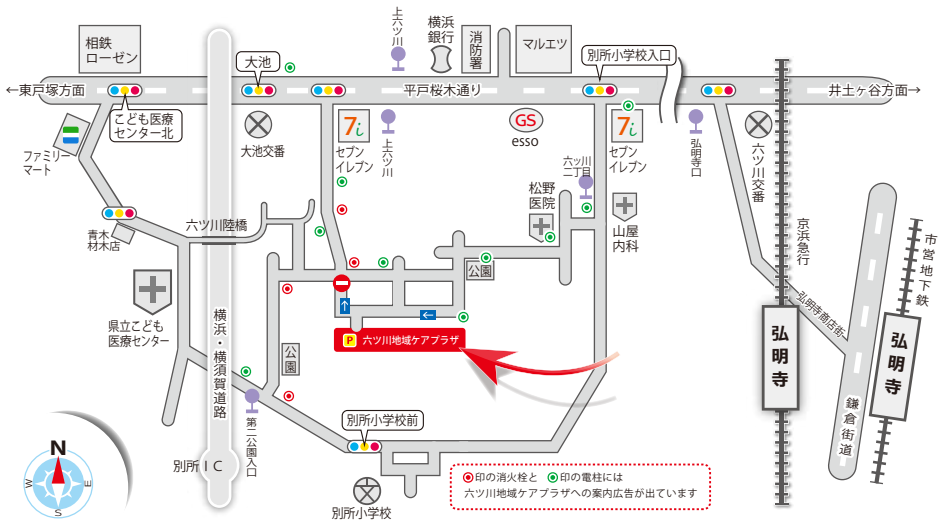 相鉄
ローゼン
上六ツ川
横浜
銀行
消防署
マルエツ
大池
別所小学校入口
←東戸塚方面
平戸桜木通り
井土ヶ谷方面→
こども医療
センター北
ファミリー
マート
大池交番
7i
セブン
イレブン
上六ツ川
GS
esso
7i
セブン
イレブン
弘明寺口
六ツ川交番
六ッ川
二丁目
松野
医院
山屋
内科
青木
材木店
六ツ川陸橋
京浜急行
市営地下鉄
公園
県立こども
医療センター
横浜・横須賀道路
弘明寺商店街
P 六ツ川地域ケアプラザ
公園
弘明寺
弘明寺
鎌倉街道
第二公園入口
別所小学校前
別所IC
別所小学校
N
W
E
S
印の消火栓と 印の電柱には
六ツ川地域ケアプラザへの案内広告が出ています